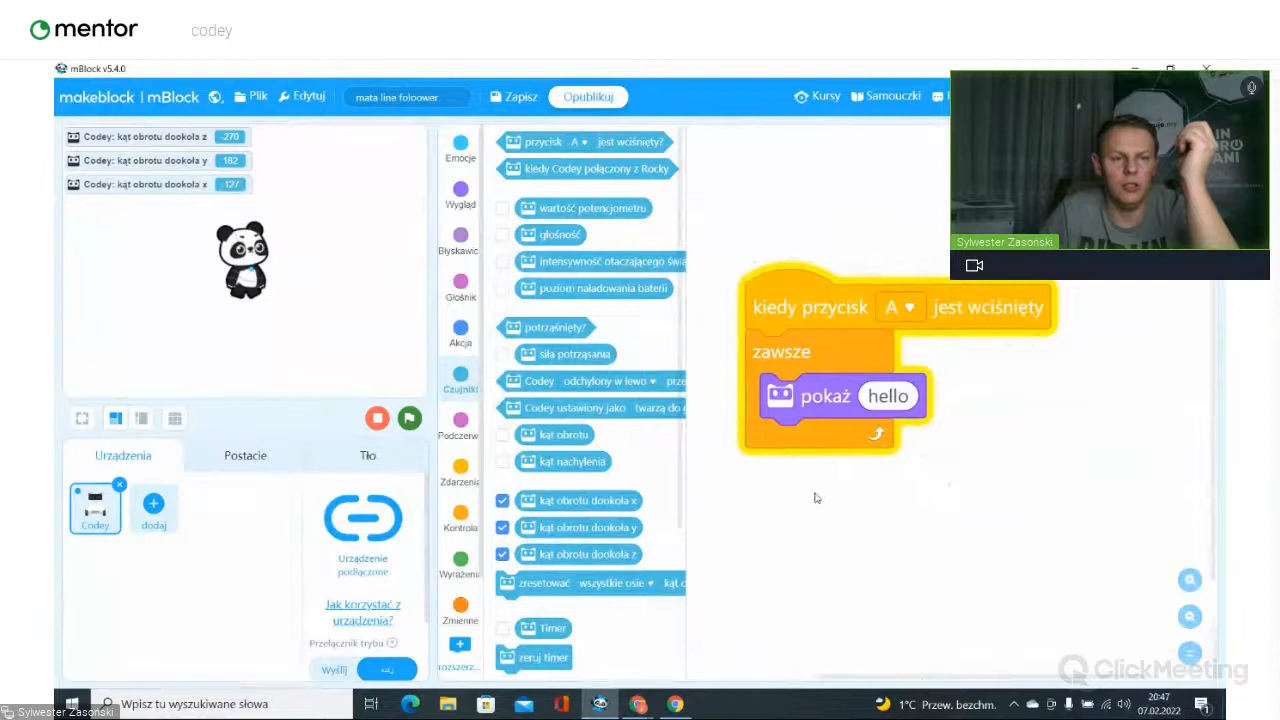 mentor codey
mBlock v5.4.0
makeblock | mBlock Plik Edytuj mata line foloower Zapisz Opublikuj Kursy Samouczki
Codey: kąt obrotu dookoła z -270
Codey: kąt obrotu dookoła y 182
Codey: kąt obrotu dookoła x -127
Emocje
Wygląd
Błyskawic
Głośnik
Akcja
Czujniki
Podczerw
Zdarzenia
Kontrola
Wyrażenia
Zmienne
rozszerz...
przycisk A jest wciśnięty?
kiedy Codey połączony z Rocky
wartość potencjometru
głośność
intensywność otaczającego świa
poziom naładowania baterii
potrząśnięty?
siła potrząsania
Codey odchylony w lewo prze
Codey ustawiony jako twarzą do g
kąt obrotu
kąt nachylenia
kąt obrotu dookoła x
kąt obrotu dookoła y
kąt obrotu dookoła z
zresetować wszystkie osie kąt o
Timer
zeruj timer
kiedy przycisk A jest wciśnięty
zawsze
pokaż hello
Sylwester Zasoński
Urządzenia Postacie Tło
Codey
dodaj
Urządzenie
podłączone
Jak korzystać z
urządzenia?
Przełącznik trybu
Wyślij
ClickMeeting
Wpisz tu wyszukiwane słowa
1°C Przew. bezchm.
20:47
07.02.2022
Sylwester Zasoński